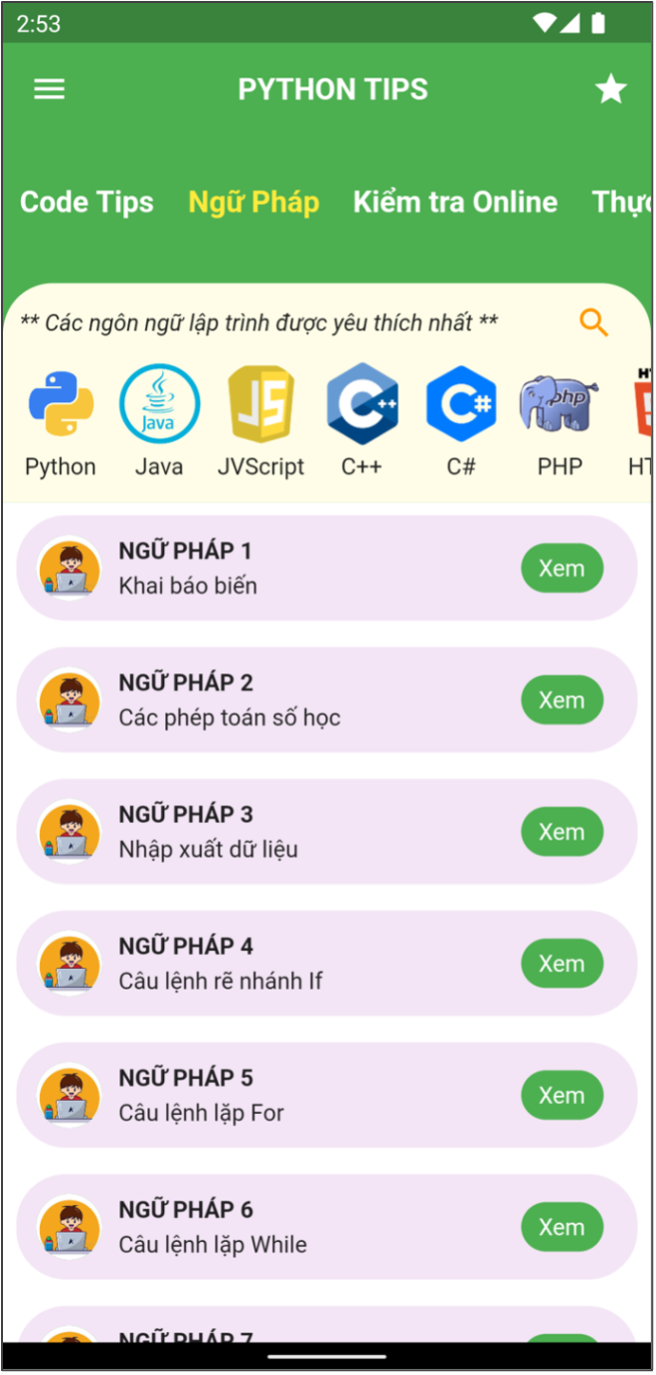 2:53
PYTHON TIPS
Code Tips Ngữ Pháp Kiểm tra Online Thực
** Các ngôn ngữ lập trình được yêu thích nhất **
Java JS C++ C# php
Python Java JVScript C++ C# PHP HT
NGỮ PHÁP 1
Khai báo biến
Xem
NGỮ PHÁP 2
Các phép toán số học
Xem
NGỮ PHÁP 3
Nhập xuất dữ liệu
Xem
NGỮ PHÁP 4
Câu lệnh rẽ nhánh If
Xem
NGỮ PHÁP 5
Câu lệnh lặp For
Xem
NGỮ PHÁP 6
Câu lệnh lặp While
Xem
NGỮ PHÁP 7